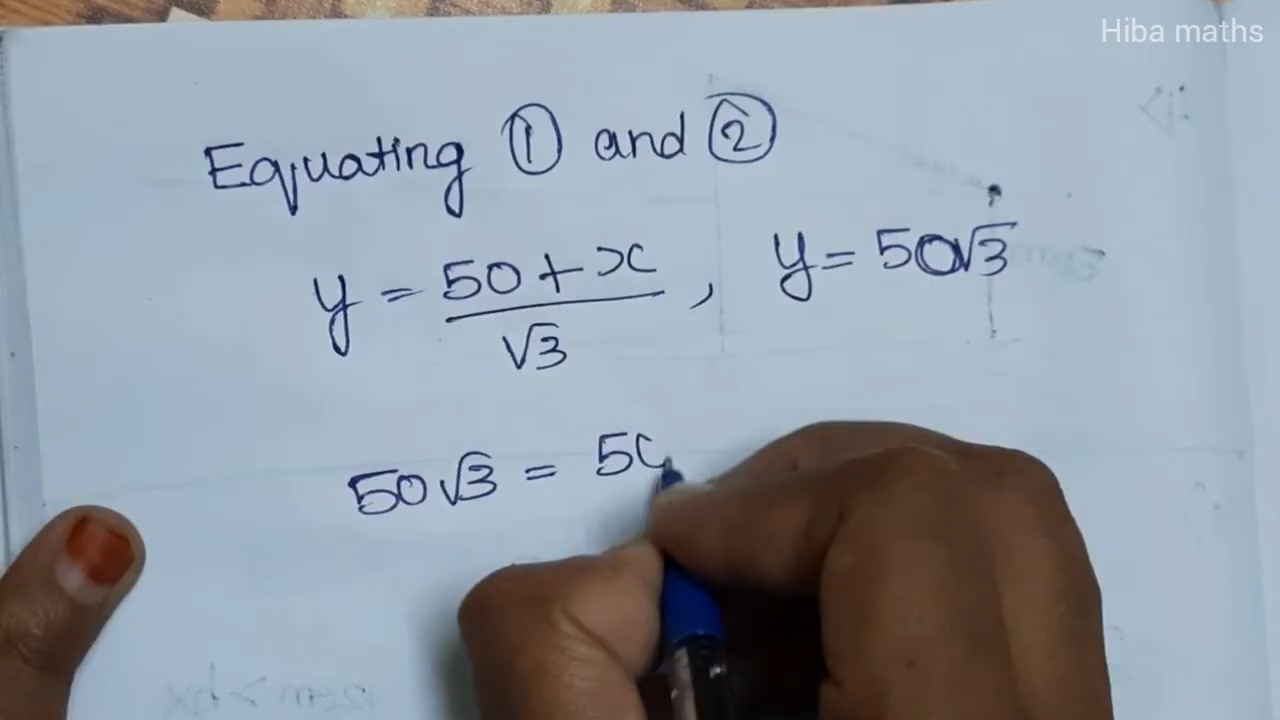 Hiba maths
Equating ① and ②
y = 50 + x / √3 , y = 50√3
50√3 = 50